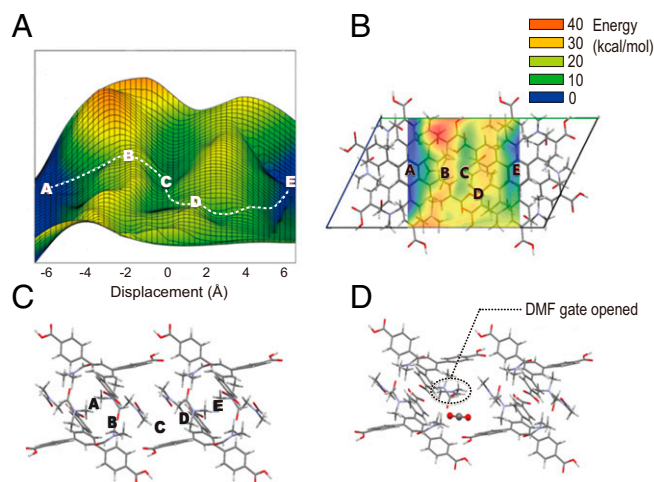 A
B
A
B
C
D
E
-6
-4
-2
0
2
4
6
Displacement (Å)
40
30
20
10
0
Energy
(kcal/mol)
A
B
C
D
E
C
D
A
B
C
D
E
DMF gate opened